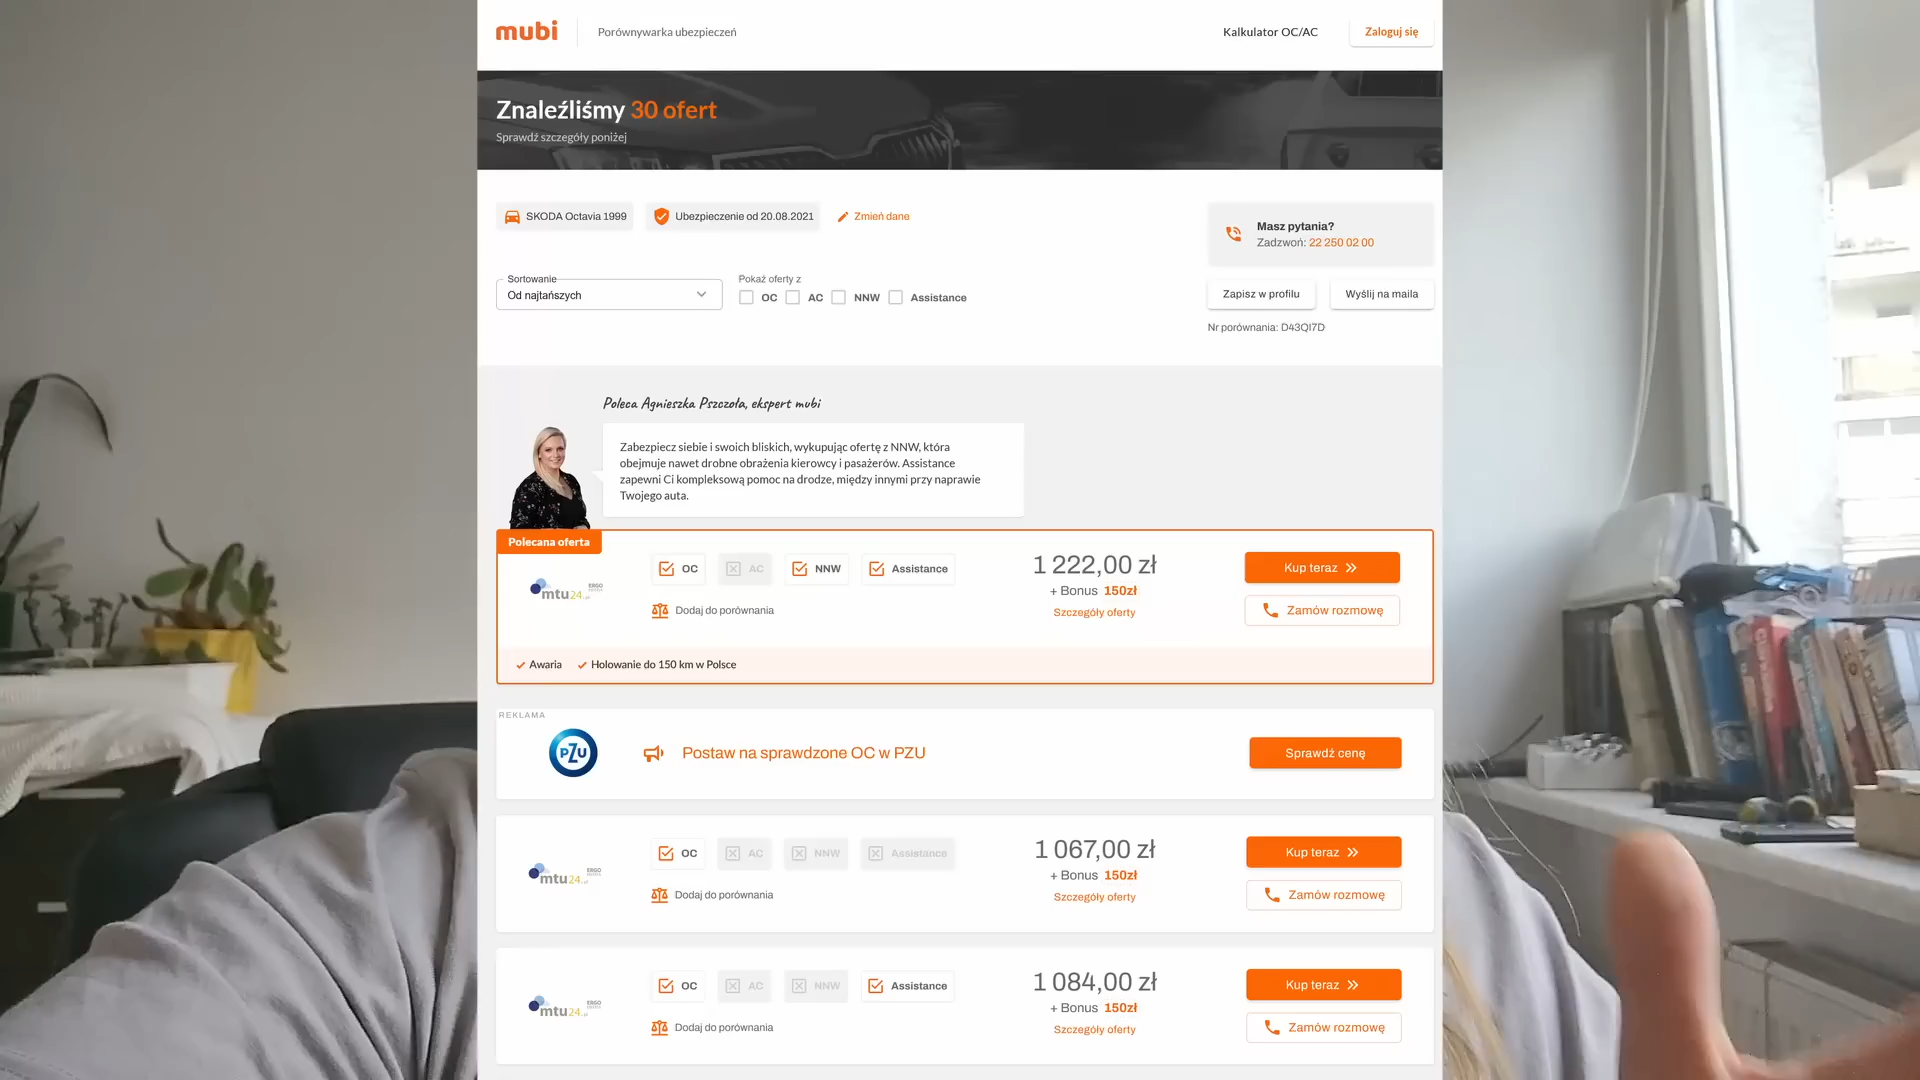 mubi
Porównywarka ubezpieczeń
Kalkulator OC/AC
Zaloguj się
Znaleźliśmy 30 ofert
Sprawdź szczegóły poniżej
SKODA Octavia 1999
Ubezpieczenie od 20.08.2021
Zmień dane
Masz pytania?
Zadzwoń: 22 250 02 00
Sortowanie
Od najtańszych
Pokaż oferty z
OC AC NNW Assistance
Zapisz w profilu
Wyślij na maila
Nr porównania: D43QI7D
Poleca Agnieszka Pszczoła, ekspert mubi
Zabezpiecz siebie i swoich bliskich, wykupując ofertę z NNW, która
obejmuje nawet drobne obrażenia kierowcy i pasażerów. Assistance
zapewni Ci kompleksową pomoc na drodze, między innymi przy naprawie
Twojego auta.
Polecana oferta
mtu24.pl
ERGO
OC AC NNW Assistance
Dodaj do porównania
1 222,00 zł
+ Bonus 150zł
Szczegóły oferty
Kup teraz
Zamów rozmowę
Awaria
Holowanie do 150 km w Polsce
REKLAMA
PZU
Postaw na sprawdzone OC w PZU
Sprawdź cenę
mtu24.pl
ERGO
OC AC NNW Assistance
Dodaj do porównania
1 067,00 zł
+ Bonus 150zł
Szczegóły oferty
Kup teraz
Zamów rozmowę
mtu24.pl
ERGO
OC AC NNW Assistance
Dodaj do porównania
1 084,00 zł
+ Bonus 150zł
Szczegóły oferty
Kup teraz
Zamów rozmowę